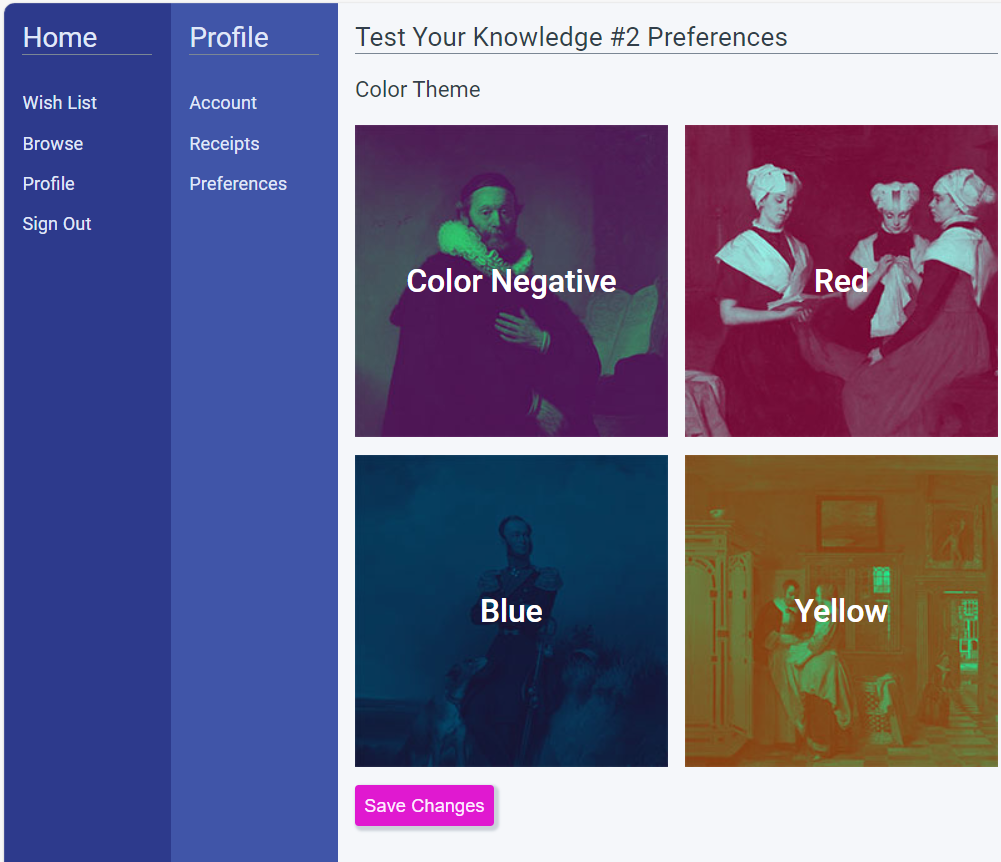 Home
Wish List
Browse
Profile
Sign Out
Profile
Account
Receipts
Preferences
Test Your Knowledge #2 Preferences
Color Theme
Color Negative
Red
Blue
Yellow
Save Changes